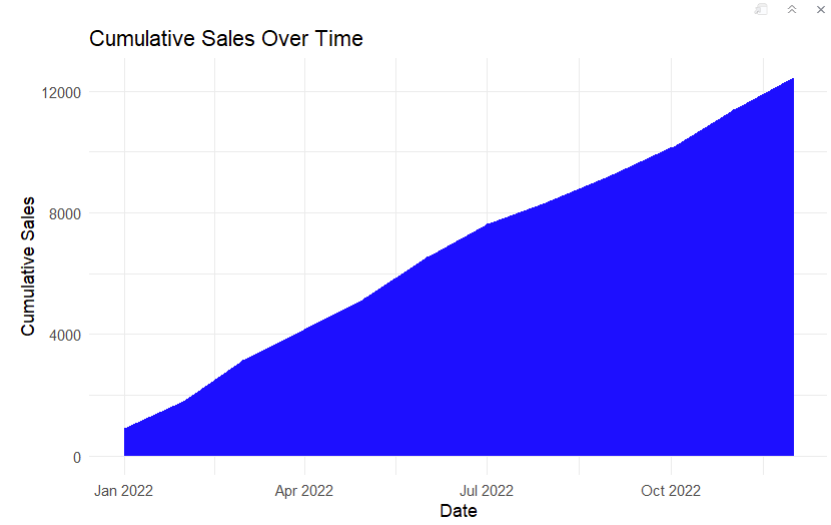 Cumulative Sales Over Time
12000
8000
4000
0
Cumulative Sales
Jan 2022 Apr 2022 Jul 2022 Oct 2022
Date